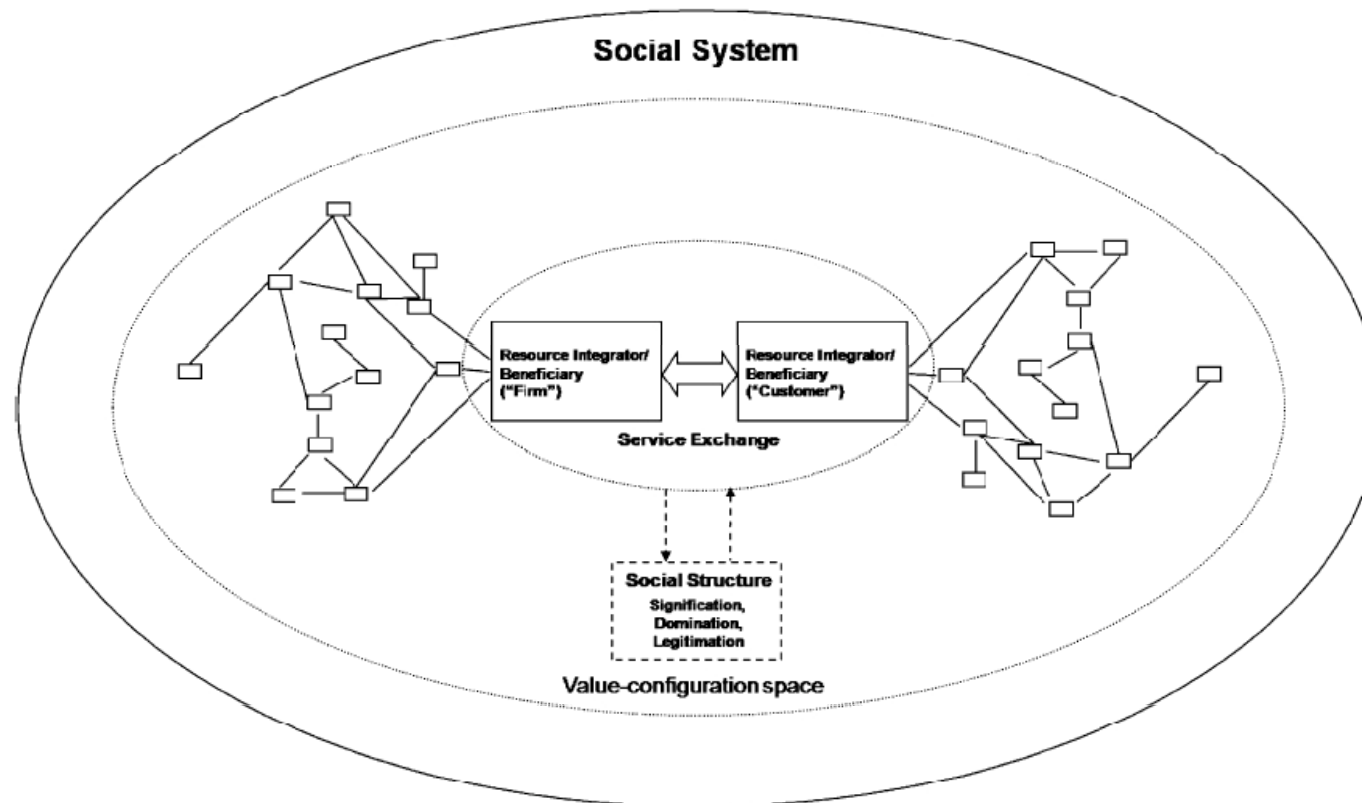 Social System
Resource Integrator/
Beneficiary
("Firm")
Resource Integrator/
Beneficiary
("Customer")
Service Exchange
Social Structure
Signification,
Domination,
Legitimation
Value-configuration space